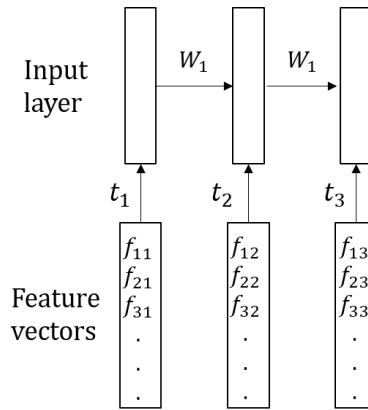 Input
layer
W₁
W₁
t₁
t₂
t₃
Feature
vectors
f₁₁
f₂₁
f₃₁
.
.
.
f₁₂
f₂₂
f₃₂
.
.
.
f₁₃
f₂₃
f₃₃
.
.
.